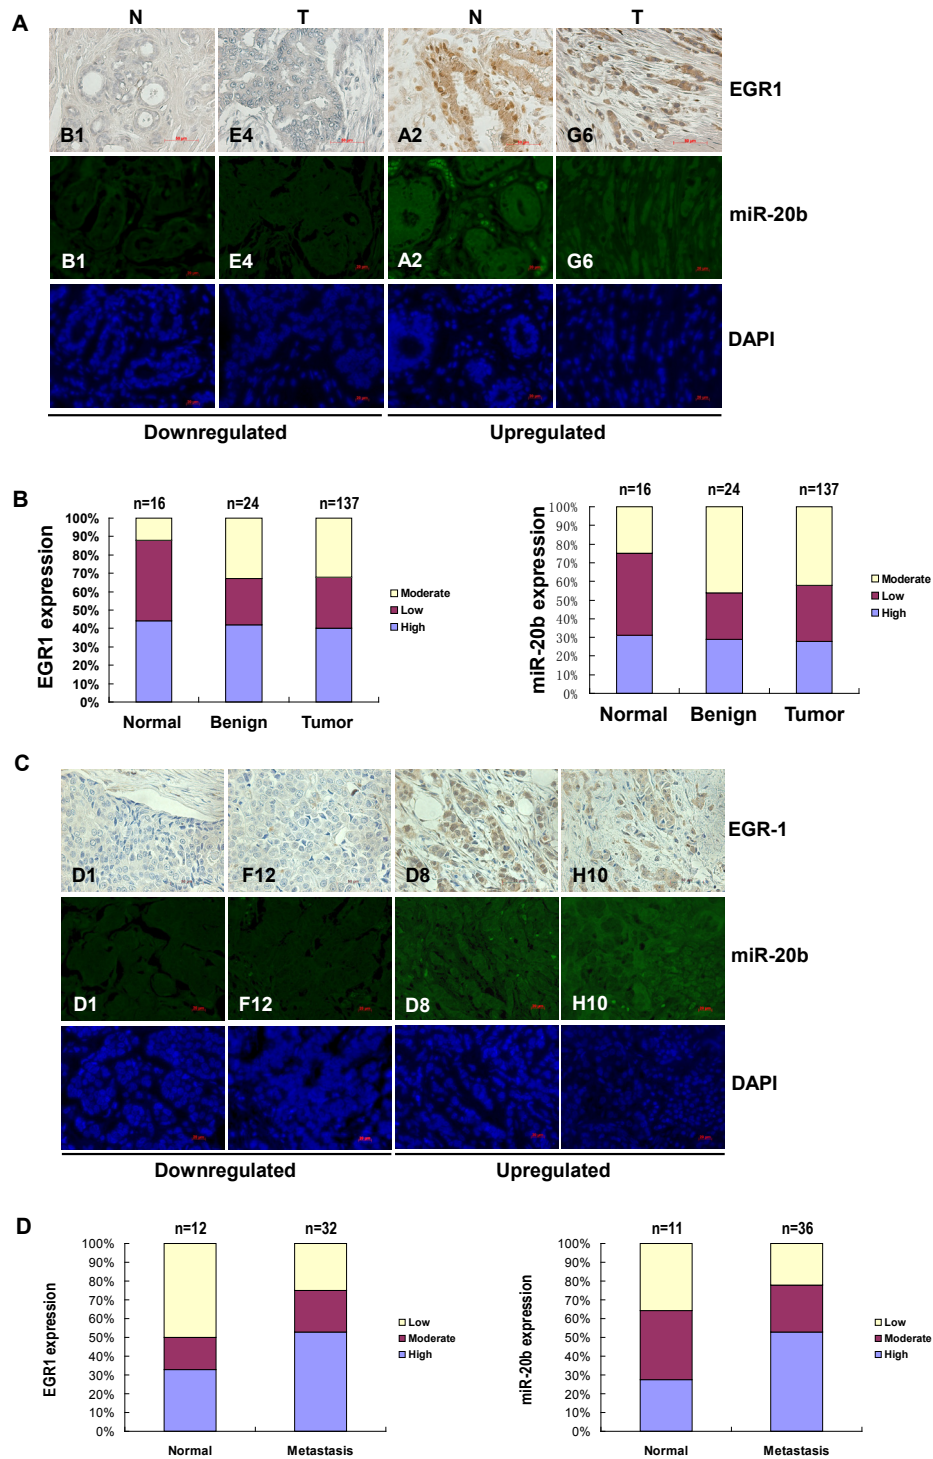 A
N T N T
B1 E4 A2 G6
EGR1
B1 E4 A2 G6
miR-20b
DAPI
Downregulated Upregulated
B
n=16 n=24 n=137
EGR1 expression
100%
90%
80%
70%
60%
50%
40%
30%
20%
10%
0%
Normal Benign Tumor
Moderate
Low
High
n=16 n=24 n=137
miR-20b expression
100%
90%
80%
70%
60%
50%
40%
30%
20%
10%
0%
Normal Benign Tumor
Moderate
Low
High
C
D1 F12 D8 H10
EGR-1
D1 F12 D8 H10
miR-20b
DAPI
Downregulated Upregulated
D
n=12 n=32
EGR1 expression
100%
90%
80%
70%
60%
50%
40%
30%
20%
10%
0%
Normal Metastasis
Low
Moderate
High
n=11 n=36
miR-20b expression
100%
90%
80%
70%
60%
50%
40%
30%
20%
10%
0%
Normal Metastasis
Low
Moderate
High